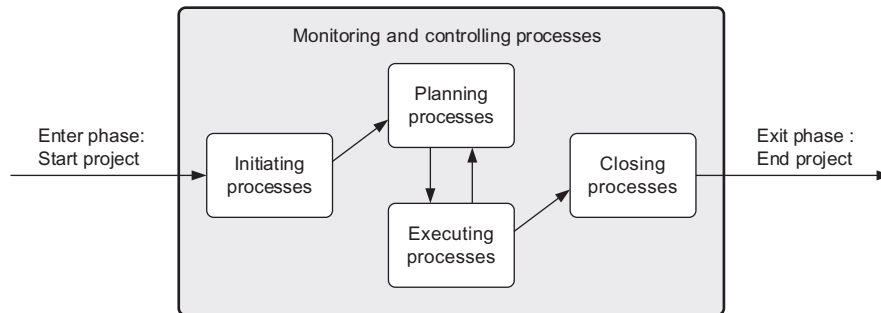 Monitoring and controlling processes
Planning
processes
Enter phase:
Start project
Initiating
processes
Closing
processes
Exit phase :
End project
Executing
processes